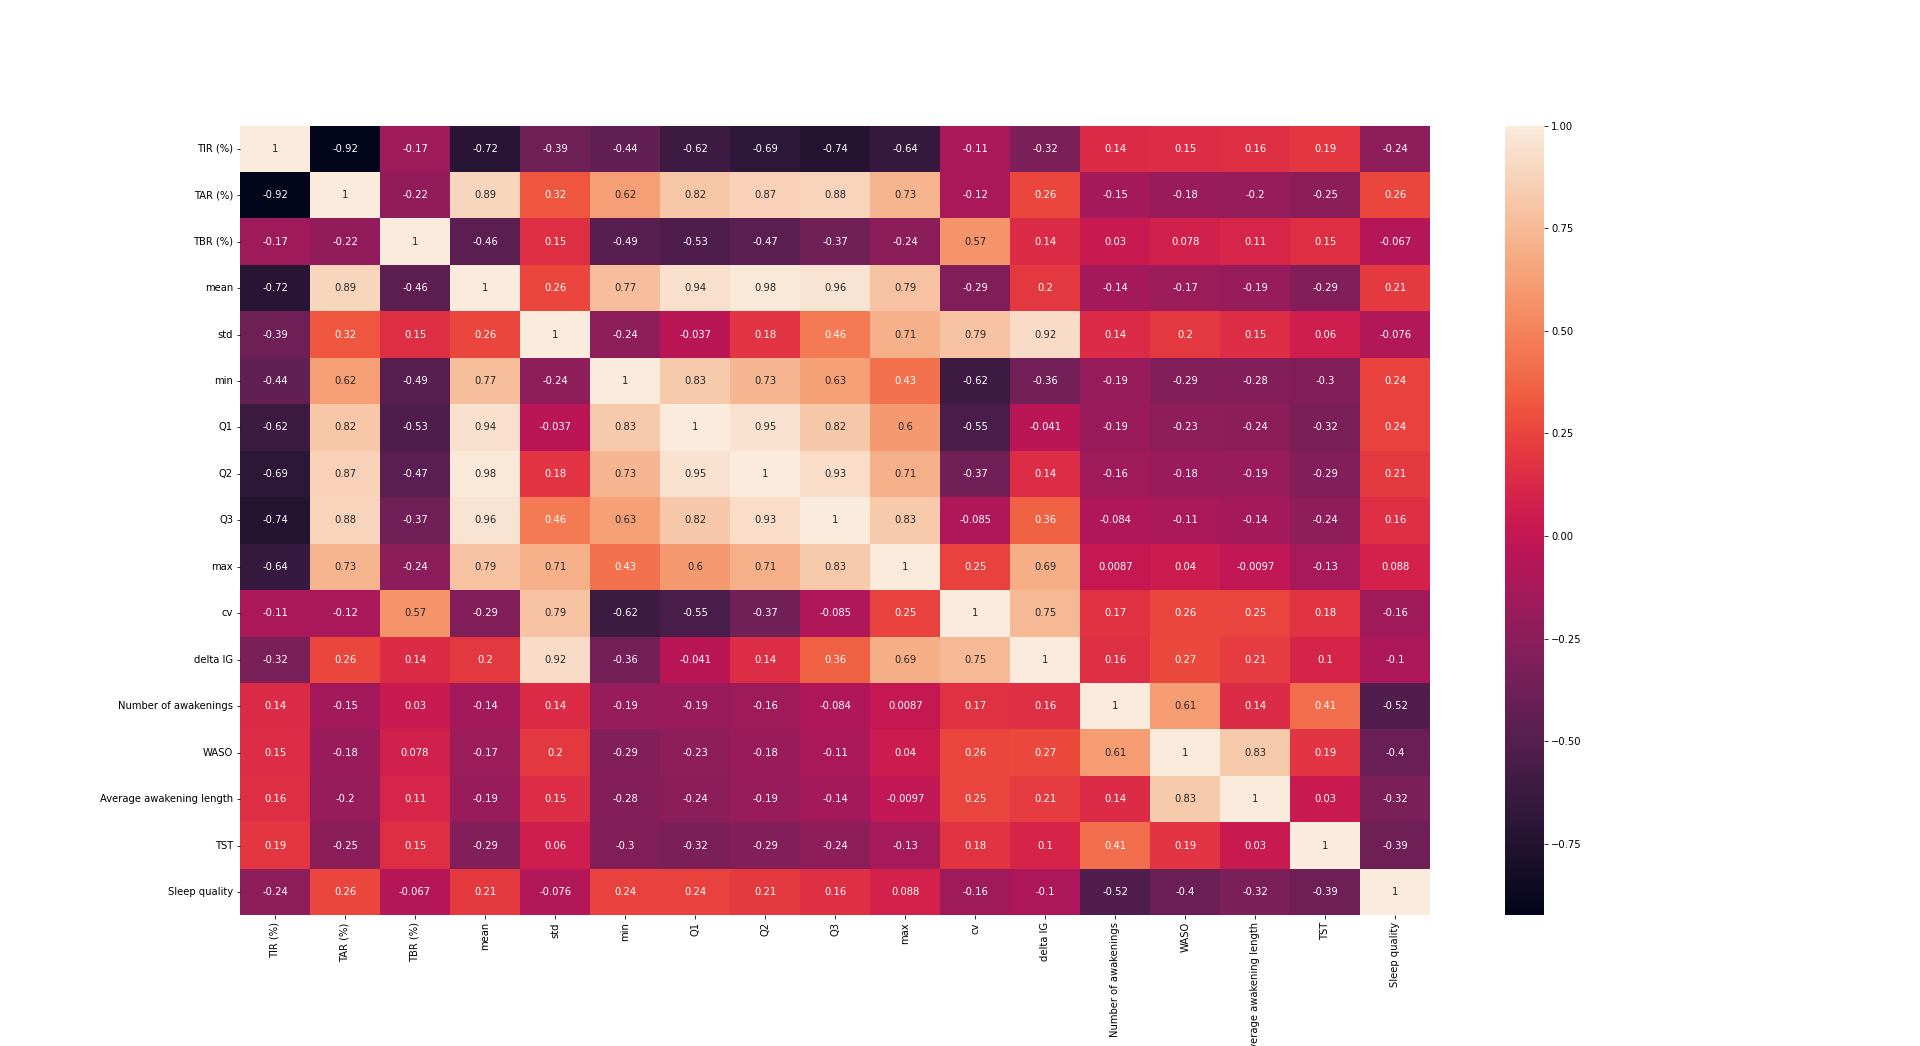 TIR (%) 1 -0.92 -0.17 -0.72 -0.39 -0.44 -0.62 -0.69 -0.74 -0.64 -0.11 -0.32 0.14 0.15 0.16 0.19 -0.24
TAR (%) -0.92 1 -0.22 0.89 0.32 0.62 0.82 0.87 0.88 0.73 -0.12 0.26 -0.15 -0.18 -0.2 -0.25 0.26
TBR (%) -0.17 -0.22 1 -0.46 0.15 -0.49 -0.53 -0.47 -0.37 -0.24 0.57 0.14 0.03 0.078 0.11 0.15 -0.067
mean -0.72 0.89 -0.46 1 0.26 0.77 0.94 0.98 0.96 0.79 -0.29 0.2 -0.14 -0.17 -0.19 -0.29 0.21
std -0.39 0.32 0.15 0.26 1 -0.24 -0.037 0.18 0.46 0.71 0.79 0.92 0.14 0.2 0.15 0.06 -0.076
min -0.44 0.62 -0.49 0.77 -0.24 1 0.83 0.73 0.63 0.43 -0.62 -0.36 -0.19 -0.29 -0.28 -0.3 0.24
Q1 -0.62 0.82 -0.53 0.94 -0.037 0.83 1 0.95 0.82 0.6 -0.55 -0.041 -0.19 -0.23 -0.24 -0.32 0.24
Q2 -0.69 0.87 -0.47 0.98 0.18 0.73 0.95 1 0.93 0.71 -0.37 0.14 -0.16 -0.18 -0.19 -0.29 0.21
Q3 -0.74 0.88 -0.37 0.96 0.46 0.63 0.82 0.93 1 0.83 -0.085 0.36 -0.084 -0.11 -0.14 -0.24 0.16
max -0.64 0.73 -0.24 0.79 0.71 0.43 0.6 0.71 0.83 1 0.25 0.69 0.0087 0.04 -0.0097 -0.13 0.088
cv -0.11 -0.12 0.57 -0.29 0.79 -0.62 -0.55 -0.37 -0.085 0.25 1 0.75 0.17 0.26 0.25 0.18 -0.16
delta IG -0.32 0.26 0.14 0.2 0.92 -0.36 -0.041 0.14 0.36 0.69 0.75 1 0.16 0.27 0.21 0.1 -0.1
Number of awakenings 0.14 -0.15 0.03 -0.14 0.14 -0.19 -0.19 -0.16 -0.084 0.0087 0.17 0.16 1 0.61 0.14 0.41 -0.52
WASO 0.15 -0.18 0.078 -0.17 0.2 -0.29 -0.23 -0.18 -0.11 0.04 0.26 0.27 0.61 1 0.83 0.19 -0.4
Average awakening length 0.16 -0.2 0.11 -0.19 0.15 -0.28 -0.24 -0.19 -0.14 -0.0097 0.25 0.21 0.14 0.83 1 0.03 -0.32
TST 0.19 -0.25 0.15 -0.29 0.06 -0.3 -0.32 -0.29 -0.24 -0.13 0.18 0.1 0.41 0.19 0.03 1 -0.39
Sleep quality -0.24 0.26 -0.067 0.21 -0.076 0.24 0.24 0.21 0.16 0.088 -0.16 -0.1 -0.52 -0.4 -0.32 -0.39 1
TIR (%)
TAR (%)
TBR (%)
mean
std
min
Q1
Q2
Q3
max
cv
delta IG
Number of awakenings
WASO
verage awakening length
TST
Sleep quality
1.00
0.75
0.50
0.25
0.00
−0.25
−0.50
−0.75